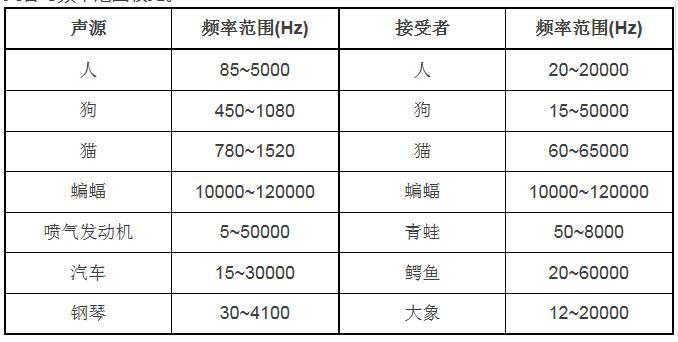 声源 频率范围(Hz) 接受者 频率范围(Hz)
人 85~5000 人 20~20000
狗 450~1080 狗 15~50000
猫 780~1520 猫 60~65000
蝙蝠 10000~120000 蝙蝠 10000~120000
喷气发动机 5~50000 青蛙 50~8000
汽车 15~30000 鳄鱼 20~60000
钢琴 30~4100 大象 12~20000